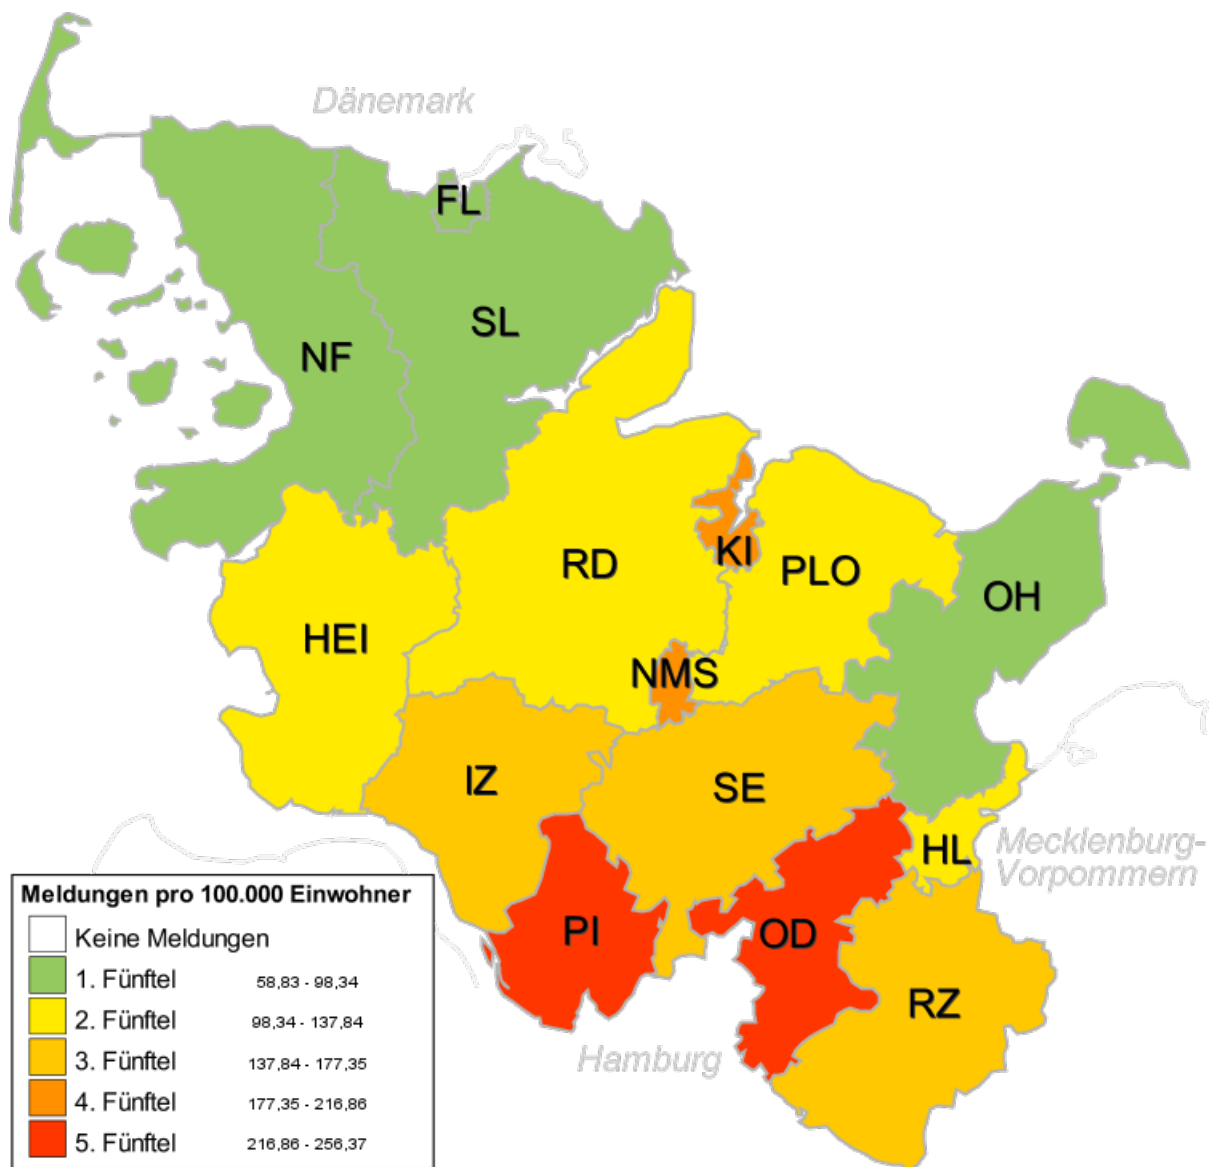 Dänemark
FL
SL
NF
KI
RD
PLO
OH
HEI
NMS
IZ
SE
HL
Mecklenburg-
Vorpommern
PI
OD
RZ
Hamburg
Meldungen pro 100.000 Einwohner
Keine Meldungen
1. Fünftel 58,83 - 98,34
2. Fünftel 98,34 - 137,84
3. Fünftel 137,84 - 177,35
4. Fünftel 177,35 - 216,86
5. Fünftel 216,86 - 256,37